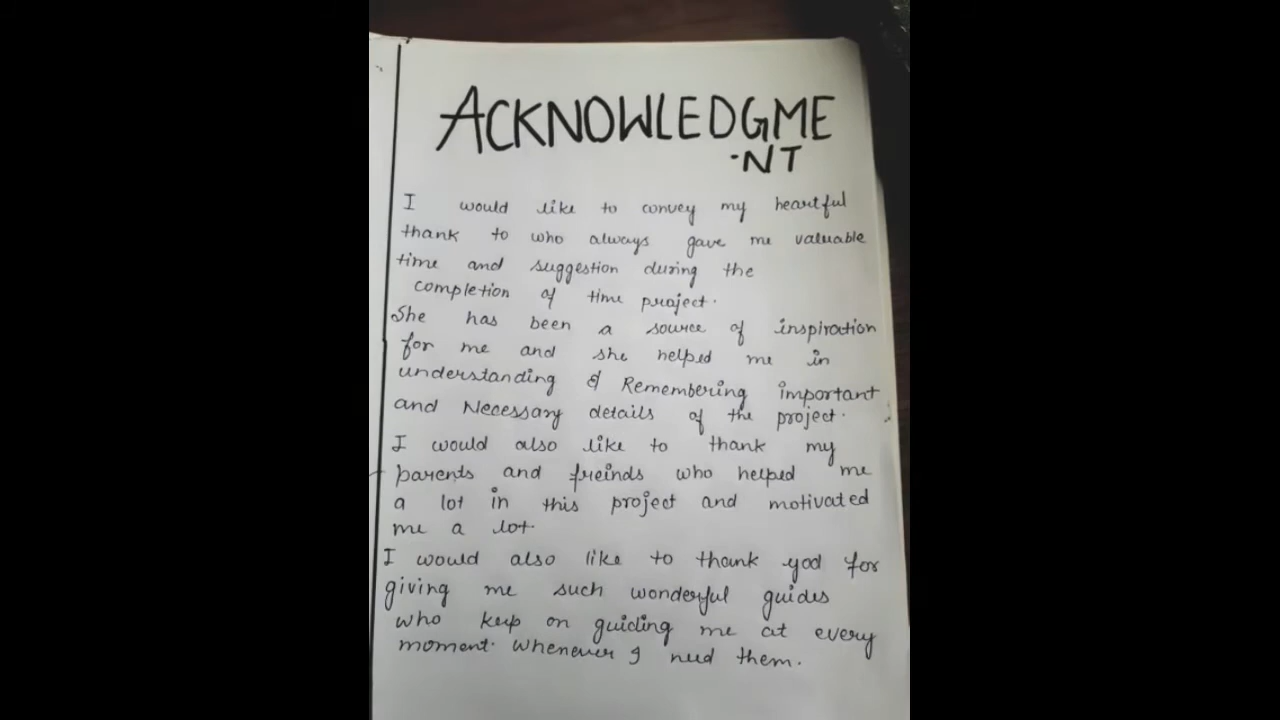 ACKNOWLEDGME
-NT
I would like to convey my heartful
thank to who always gave me valuable
time and suggestion during the
completion of time project.
She has been a source of inspiration
for me and she helped me in
understanding & Remembering important
and Necessary details of the project.
I would also like to thank my
parents and freinds who helped me
a lot in this project and motivated
me a lot.
I would also like to thank god for
giving me such wonderful guides
who keep on guiding me at every
moment. whenever I need them.